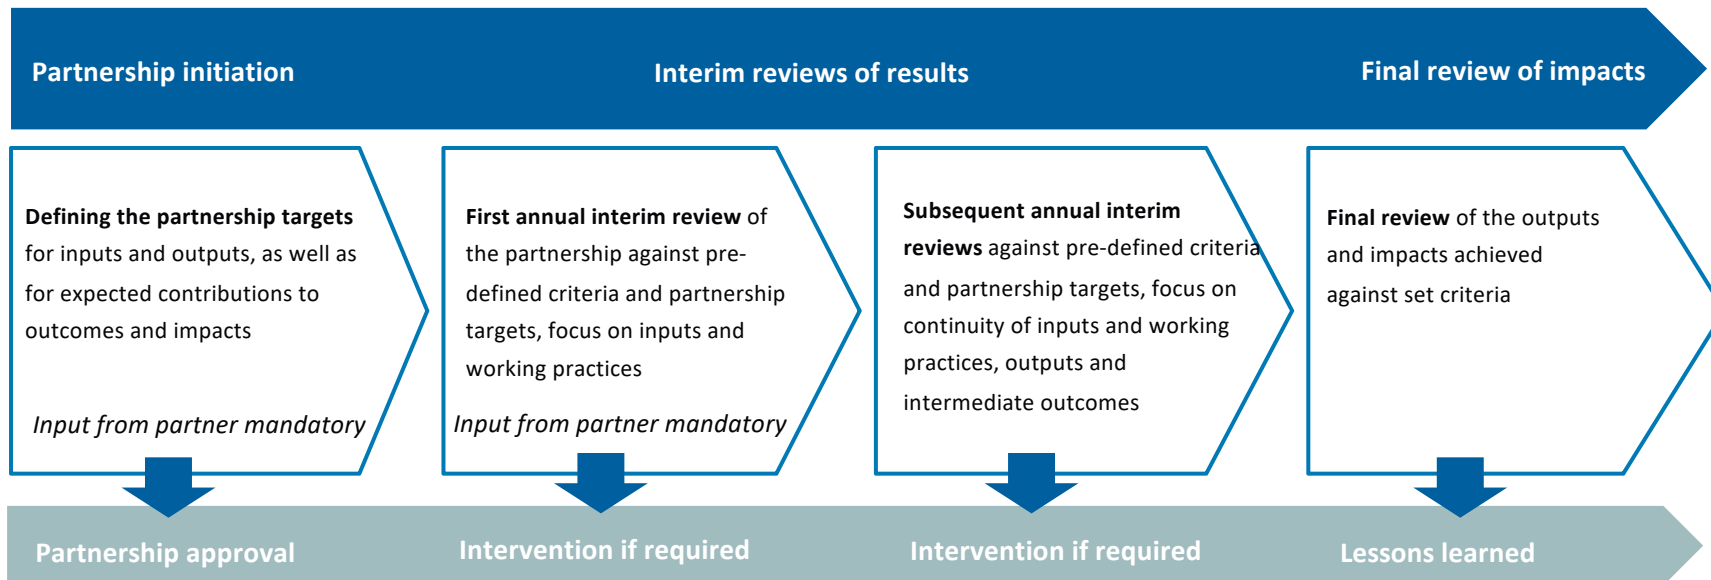 Partnership initiation
Interim reviews of results
Final review of impacts
Defining the partnership targets
for inputs and outputs, as well as
for expected contributions to
outcomes and impacts
Input from partner mandatory
First annual interim review of
the partnership against pre-
defined criteria and partnership
targets, focus on inputs and
working practices
Input from partner mandatory
Subsequent annual interim
reviews against pre-defined criteria
and partnership targets, focus on
continuity of inputs and working
practices, outputs and
intermediate outcomes
Final review of the outputs
and impacts achieved
against set criteria
Partnership approval
Intervention if required
Intervention if required
Lessons learned